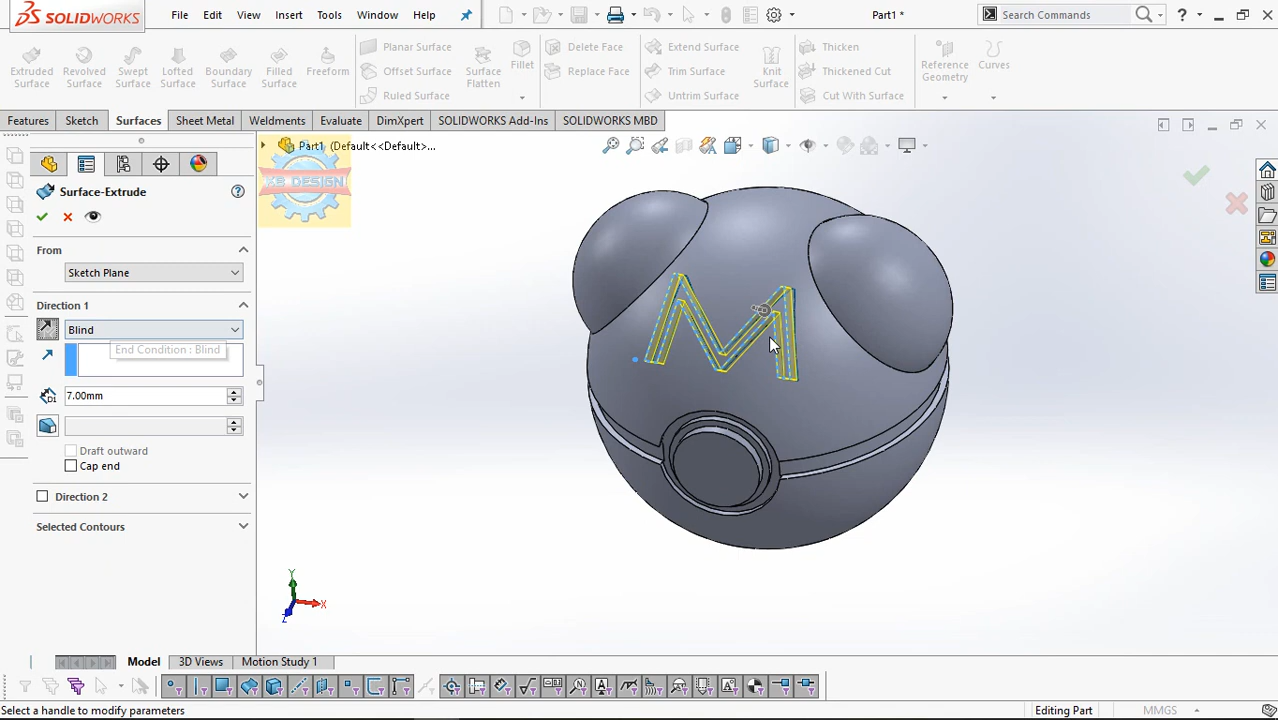 SOLIDWORKS File Edit View Insert Tools Window Help Part1 * Search Commands ?
Extruded Surface
Revolved Surface
Swept Surface
Lofted Surface
Boundary Surface
Filled Surface
Freeform
Planar Surface
Offset Surface
Ruled Surface
Surface Flatten
Fillet
Delete Face
Replace Face
Extend Surface
Trim Surface
Untrim Surface
Knit Surface
Thicken
Thickened Cut
Cut With Surface
Reference Geometry
Curves
Features Sketch Surfaces Sheet Metal Weldments Evaluate DimXpert SOLIDWORKS Add-Ins SOLIDWORKS MBD
Part1 (Default<<Default>...
KB DESIGN
Surface-Extrude ?
From
Sketch Plane
Direction 1
Blind
End Condition : Blind
7.00mm
Draft outward
Cap end
Direction 2
Selected Contours
M
Y
X
Z
Model 3D Views Motion Study 1
Select a handle to modify parameters Editing Part MMGS